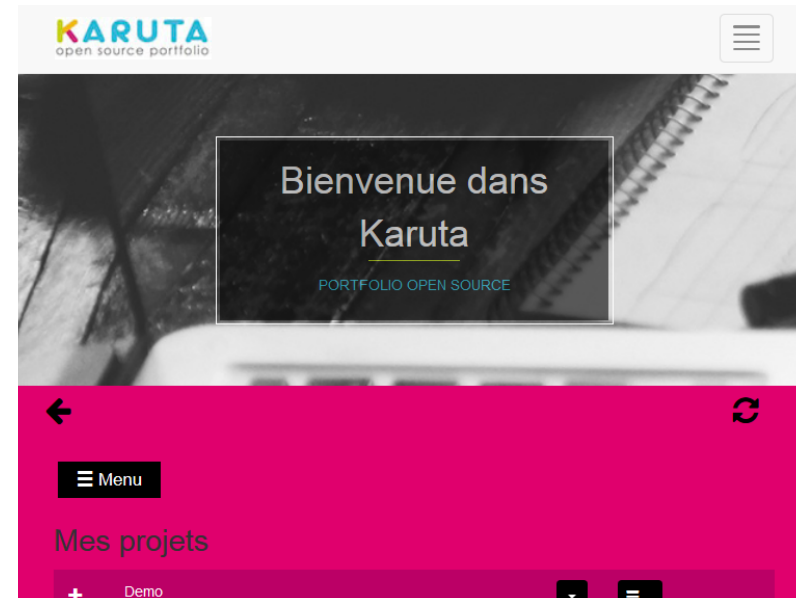 KARUTA
open source portfolio
Bienvenue dans
Karuta
PORTFOLIO OPEN SOURCE
Menu
Mes projets
Demo